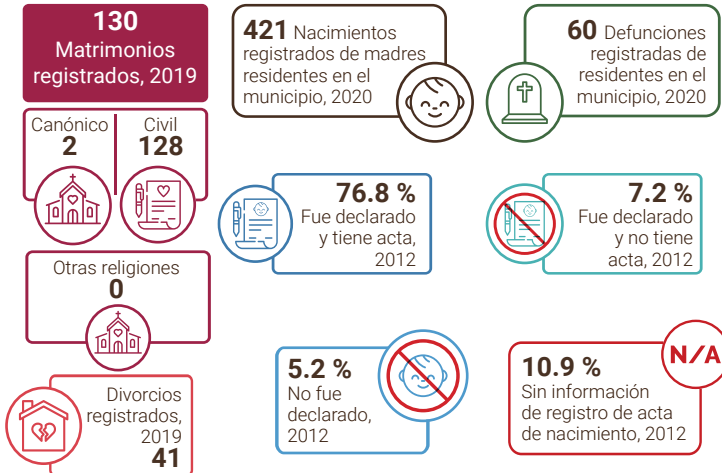 130
Matrimonios
registrados, 2019
Canónico
2
Civil
128
Otras religiones
0
Divorcios
registrados,
2019
41
421 Nacimientos
registrados de madres
residentes en el
municipio, 2020
60 Defunciones
registradas de
residentes en el
municipio, 2020
76.8 %
Fue declarado
y tiene acta,
2012
7.2 %
Fue declarado
y no tiene
acta, 2012
5.2 %
No fue
declarado,
2012
10.9 %
Sin información
de registro de acta
de nacimiento, 2012
N/A